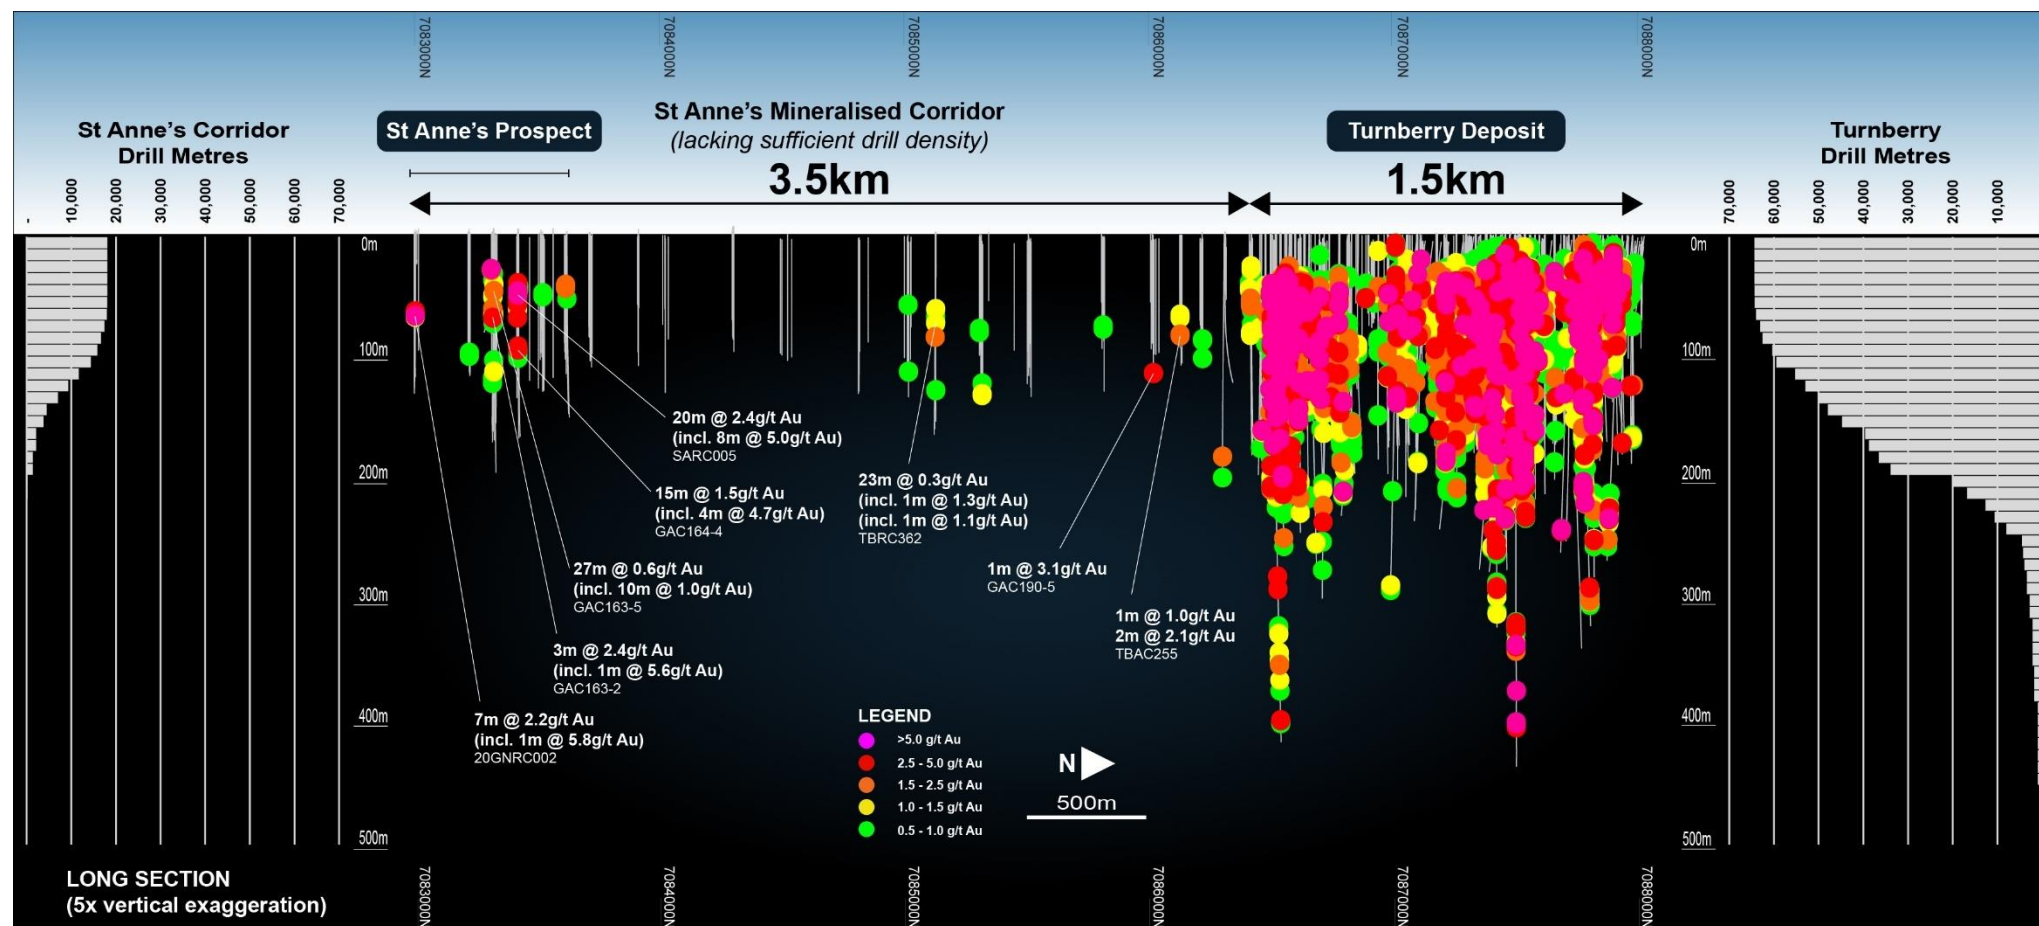 7083000N
7084000N
7085000N
7086000N
7087000N
7088000N
St Anne's Corridor
Drill Metres
St Anne's Prospect
St Anne's Mineralised Corridor
(lacking sufficient drill density)
3.5km
Turnberry Deposit
1.5km
Turnberry
Drill Metres
-
10,000
20,000
30,000
40,000
50,000
60,000
70,000
70,000
60,000
50,000
40,000
30,000
20,000
10,000
0m
100m
200m
300m
400m
500m
0m
100m
200m
300m
400m
500m
20m @ 2.4g/t Au
(incl. 8m @ 5.0g/t Au)
SARC005
15m @ 1.5g/t Au
(incl. 4m @ 4.7g/t Au)
GAC164-4
27m @ 0.6g/t Au
(incl. 10m @ 1.0g/t Au)
GAC163-5
3m @ 2.4g/t Au
(incl. 1m @ 5.6g/t Au)
GAC163-2
7m @ 2.2g/t Au
(incl. 1m @ 5.8g/t Au)
20GNRC002
23m @ 0.3g/t Au
(incl. 1m @ 1.3g/t Au)
(incl. 1m @ 1.1g/t Au)
TBRC362
1m @ 3.1g/t Au
GAC190-5
1m @ 1.0g/t Au
2m @ 2.1g/t Au
TBAC255
LEGEND
>5.0 g/t Au
2.5 - 5.0 g/t Au
1.5 - 2.5 g/t Au
1.0 - 1.5 g/t Au
0.5 - 1.0 g/t Au
N
500m
LONG SECTION
(5x vertical exaggeration)
7083000N
7084000N
7085000N
7086000N
7087000N
7088000N